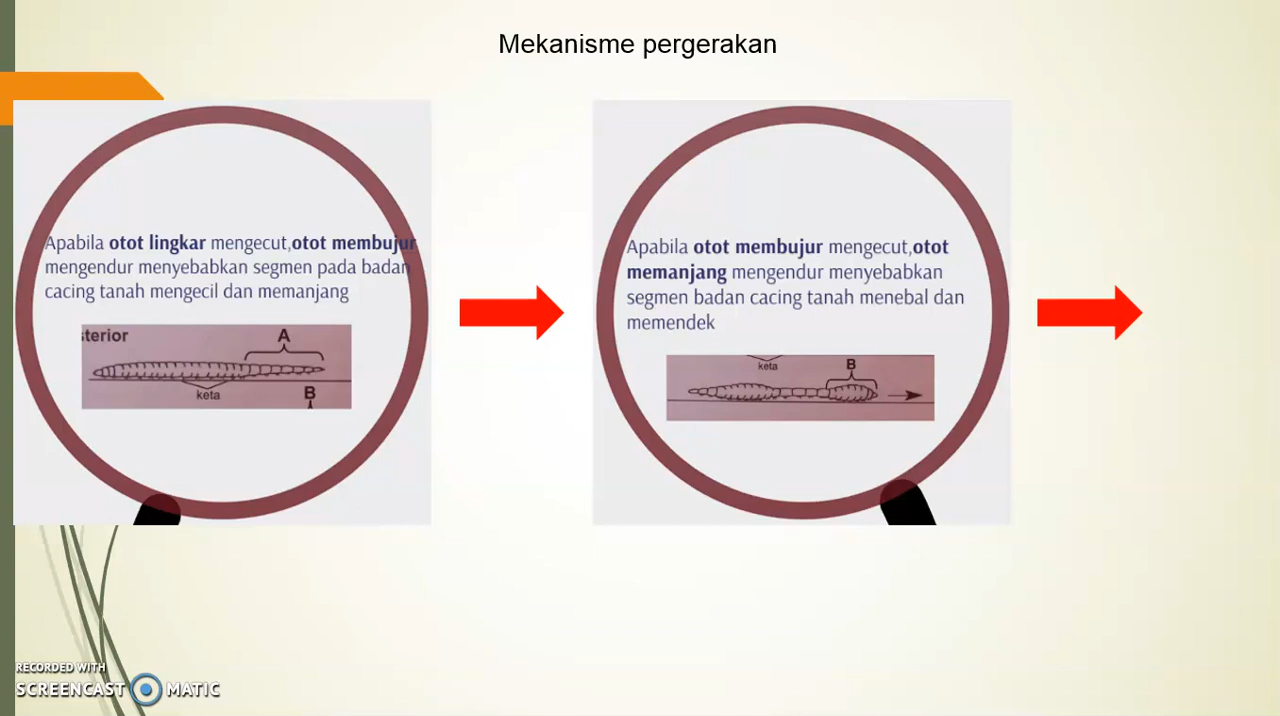 Mekanisme pergerakan
Apabila otot lingkar mengecut,otot membujur
mengendur menyebabkan segmen pada badan
cacing tanah mengecil dan memanjang
sterior
A
keta
B
Apabila otot membujur mengecut,otot
memanjang mengendur menyebabkan
segmen badan cacing tanah menebal dan
memendek
keta
B
RECORDED WITH
SCREENCAST MATIC